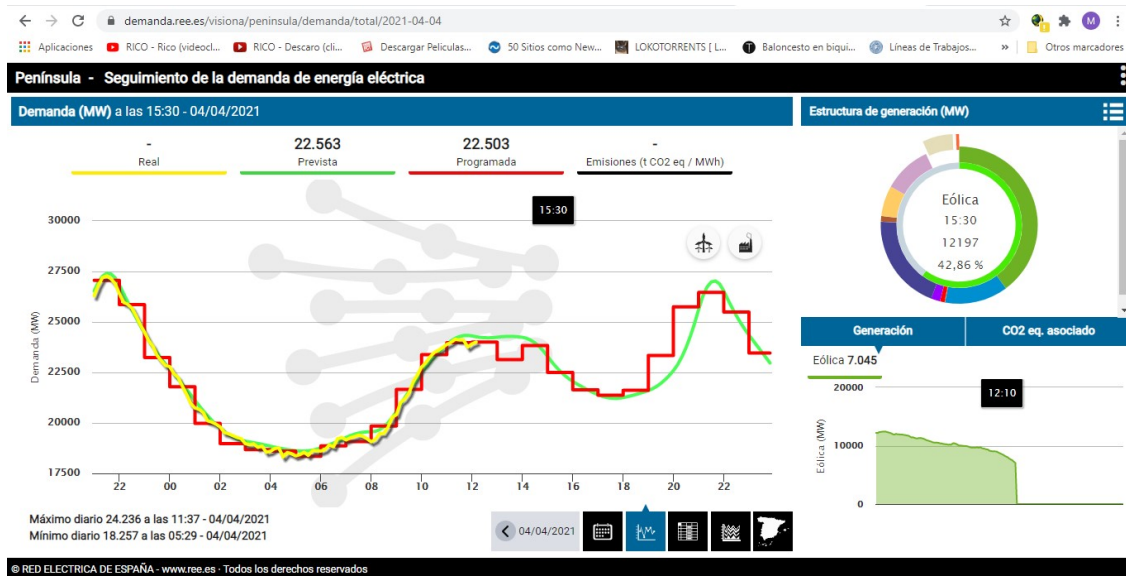 demanda.ree.es/visiona/peninsula/demanda/total/2021-04-04
M
Aplicaciones
RICO - Rico (videocl...
RICO - Descaro (cli...
Descargar Peliculas...
50 Sitios como New...
LOKOTORRENTS [ L...
Baloncesto en biqui...
Líneas de Trabajos...
»
Otros marcadores
Península - Seguimiento de la demanda de energía eléctrica
Demanda (MW) a las 15:30 - 04/04/2021
- 22.563 22.503 -
Real Prevista Programada Emisiones (t CO2 eq / MWh)
15:30
Demanda (MW)
30000
27500
25000
22500
20000
17500
22 00 02 04 06 08 10 12 14 16 18 20 22
Máximo diario 24.236 a las 11:37 - 04/04/2021
Mínimo diario 18.257 a las 05:29 - 04/04/2021
04/04/2021
Estructura de generación (MW)
Eólica
15:30
12197
42,86 %
Generación CO2 eq. asociado
Eólica 7.045
12:10
Eólica (MW)
20000
10000
0
© RED ELECTRICA DE ESPAÑA - www.ree.es · Todos los derechos reservados